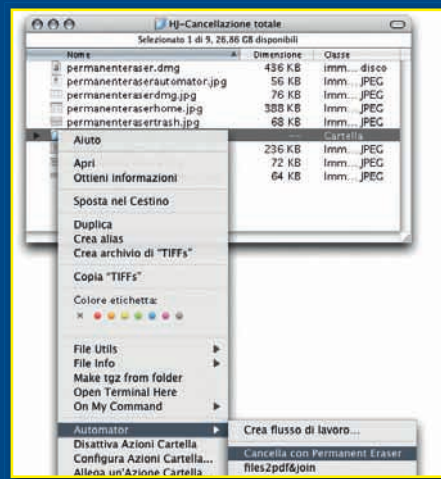 HJ-Cancellazione totale
Selezionato 1 di 9, 26,86 GB disponibili
Nome Dimensione Classe
permanenteraser.dmg 436 KB imm... disco
permanenteraserautomator.jpg 56 KB Imm... JPEG
permanenteraserdmg.jpg 76 KB Imm... JPEG
permanenteraserhome.jpg 388 KB Imm... JPEG
permanenterasertrash.jpg 68 KB Imm... JPEG
-- Cartella
236 KB Imm... JPEG
72 KB Imm... JPEG
64 KB Imm... JPEG
Aiuto
Apri
Ottieni informazioni
Sposta nel Cestino
Duplica
Crea alias
Crea archivio di "TIFFs"
Copia "TIFFs"
Colore etichetta:
×
File Utils
File Info
Make tgz from folder
Open Terminal Here
On My Command
Automator
Disattiva Azioni Cartella
Configura Azioni Cartella...
Allega un'Azione Cartella
Crea flusso di lavoro...
Cancella con Permanent Eraser
files2pdf&join